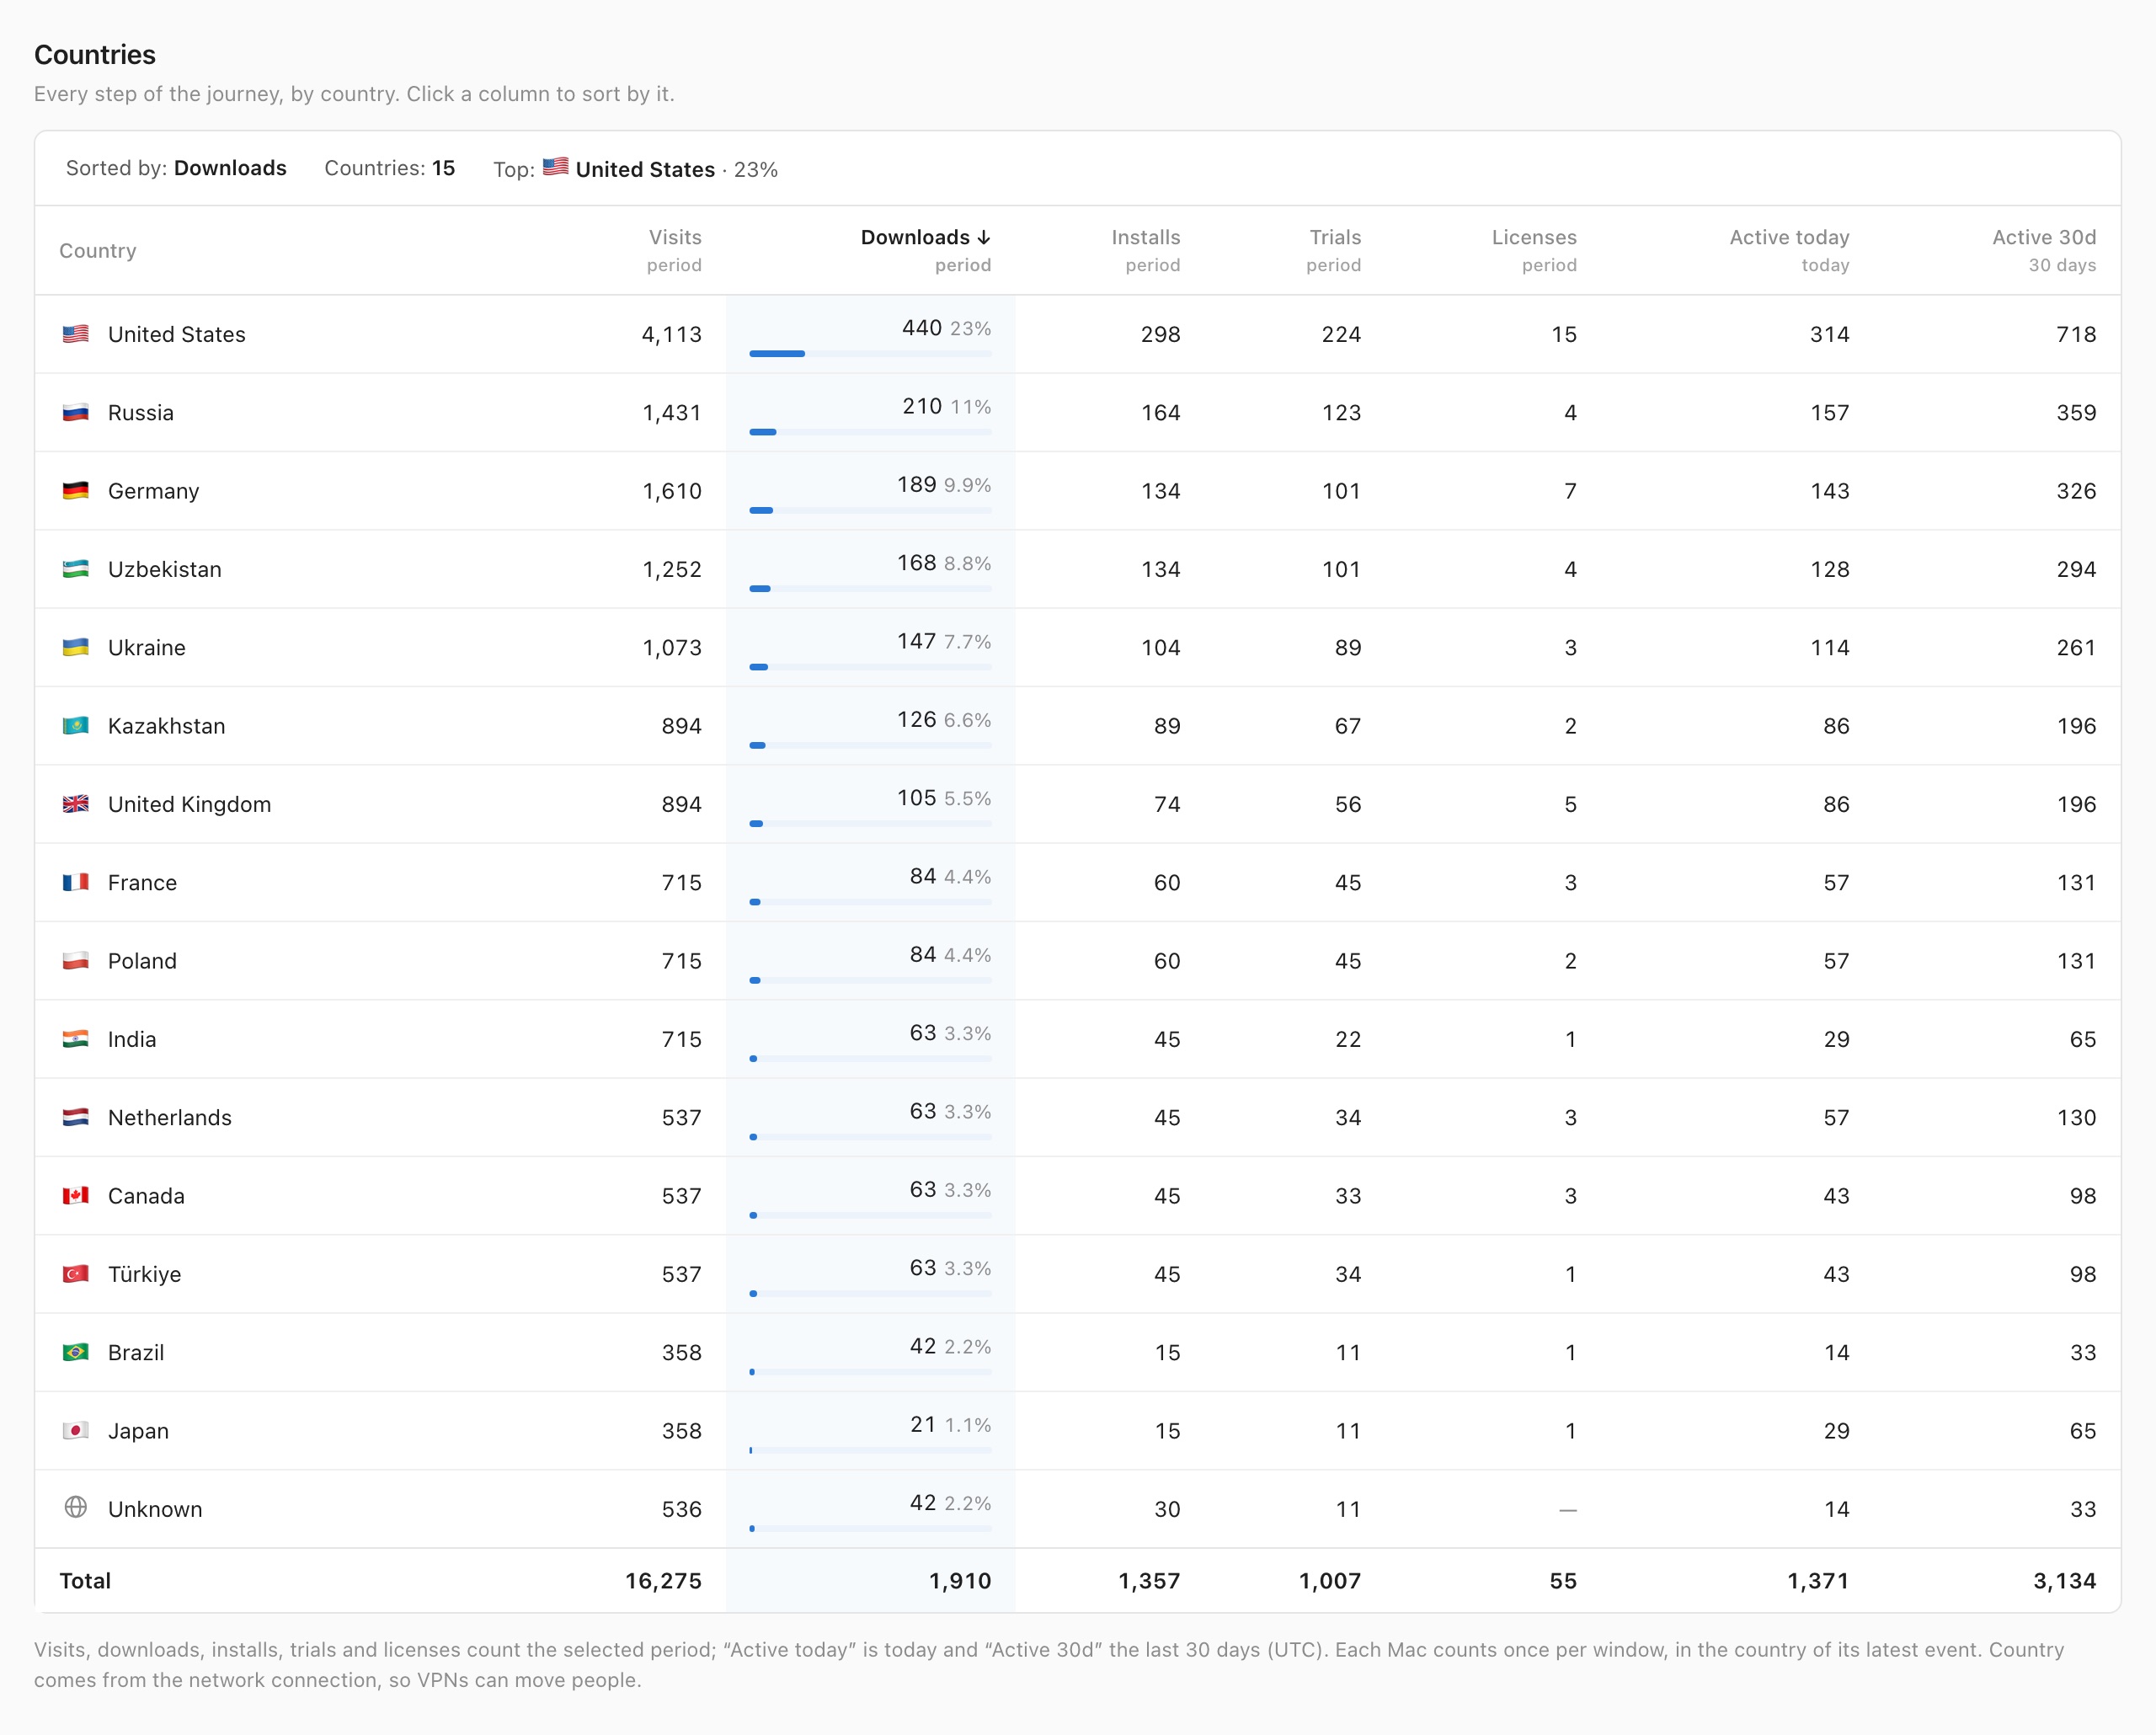 Countries
Every step of the journey, by country. Click a column to sort by it.
Sorted by: Downloads Countries: 15 Top: United States · 23%
Country Visits period Downloads ↓ period Installs period Trials period Licenses period Active today today Active 30d 30 days
United States 4,113 440 23% 298 224 15 314 718
Russia 1,431 210 11% 164 123 4 157 359
Germany 1,610 189 9.9% 134 101 7 143 326
Uzbekistan 1,252 168 8.8% 134 101 4 128 294
Ukraine 1,073 147 7.7% 104 89 3 114 261
Kazakhstan 894 126 6.6% 89 67 2 86 196
United Kingdom 894 105 5.5% 74 56 5 86 196
France 715 84 4.4% 60 45 3 57 131
Poland 715 84 4.4% 60 45 2 57 131
India 715 63 3.3% 45 22 1 29 65
Netherlands 537 63 3.3% 45 34 3 57 130
Canada 537 63 3.3% 45 33 3 43 98
Türkiye 537 63 3.3% 45 34 1 43 98
Brazil 358 42 2.2% 15 11 1 14 33
Japan 358 21 1.1% 15 11 1 29 65
Unknown 536 42 2.2% 30 11 — 14 33
Total 16,275 1,910 1,357 1,007 55 1,371 3,134
Visits, downloads, installs, trials and licenses count the selected period; “Active today” is today and “Active 30d” the last 30 days (UTC). Each Mac counts once per window, in the country of its latest event. Country
comes from the network connection, so VPNs can move people.